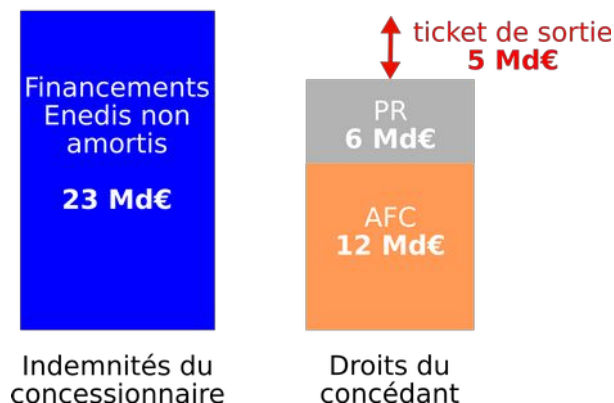 Financements
Enedis non
amortis
23 Md€
Indemnités du
concessionnaire
ticket de sortie
5 Md€
PR
6 Md€
AFC
12 Md€
Droits du
concédant